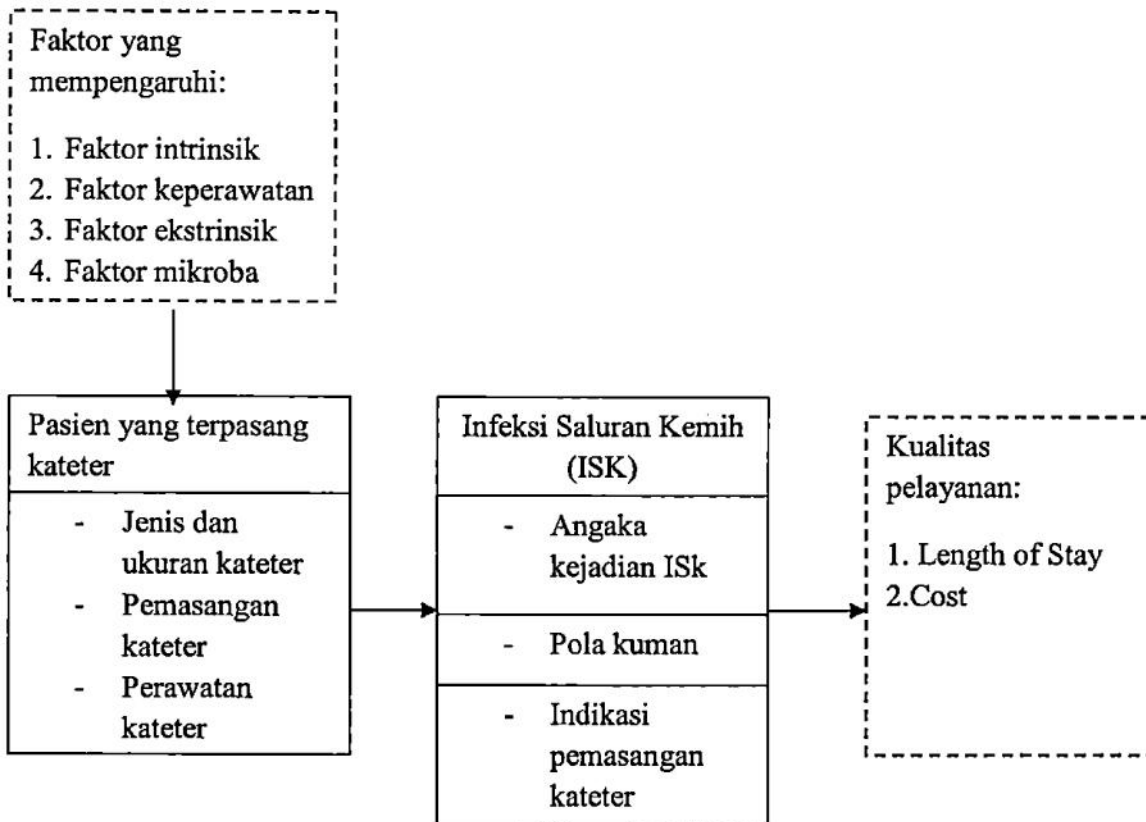 Faktor yang
mempengaruhi:
1. Faktor intrinsik
2. Faktor keperawatan
3. Faktor ekstrinsik
4. Faktor mikroba
Pasien yang terpasang
kateter
- Jenis dan
ukuran kateter
- Pemasangan
kateter
- Perawatan
kateter
Infeksi Saluran Kemih
(ISK)
- Angaka
kejadian ISk
- Pola kuman
- Indikasi
pemasangan
kateter
Kualitas
pelayanan:
1. Length of Stay
2.Cost